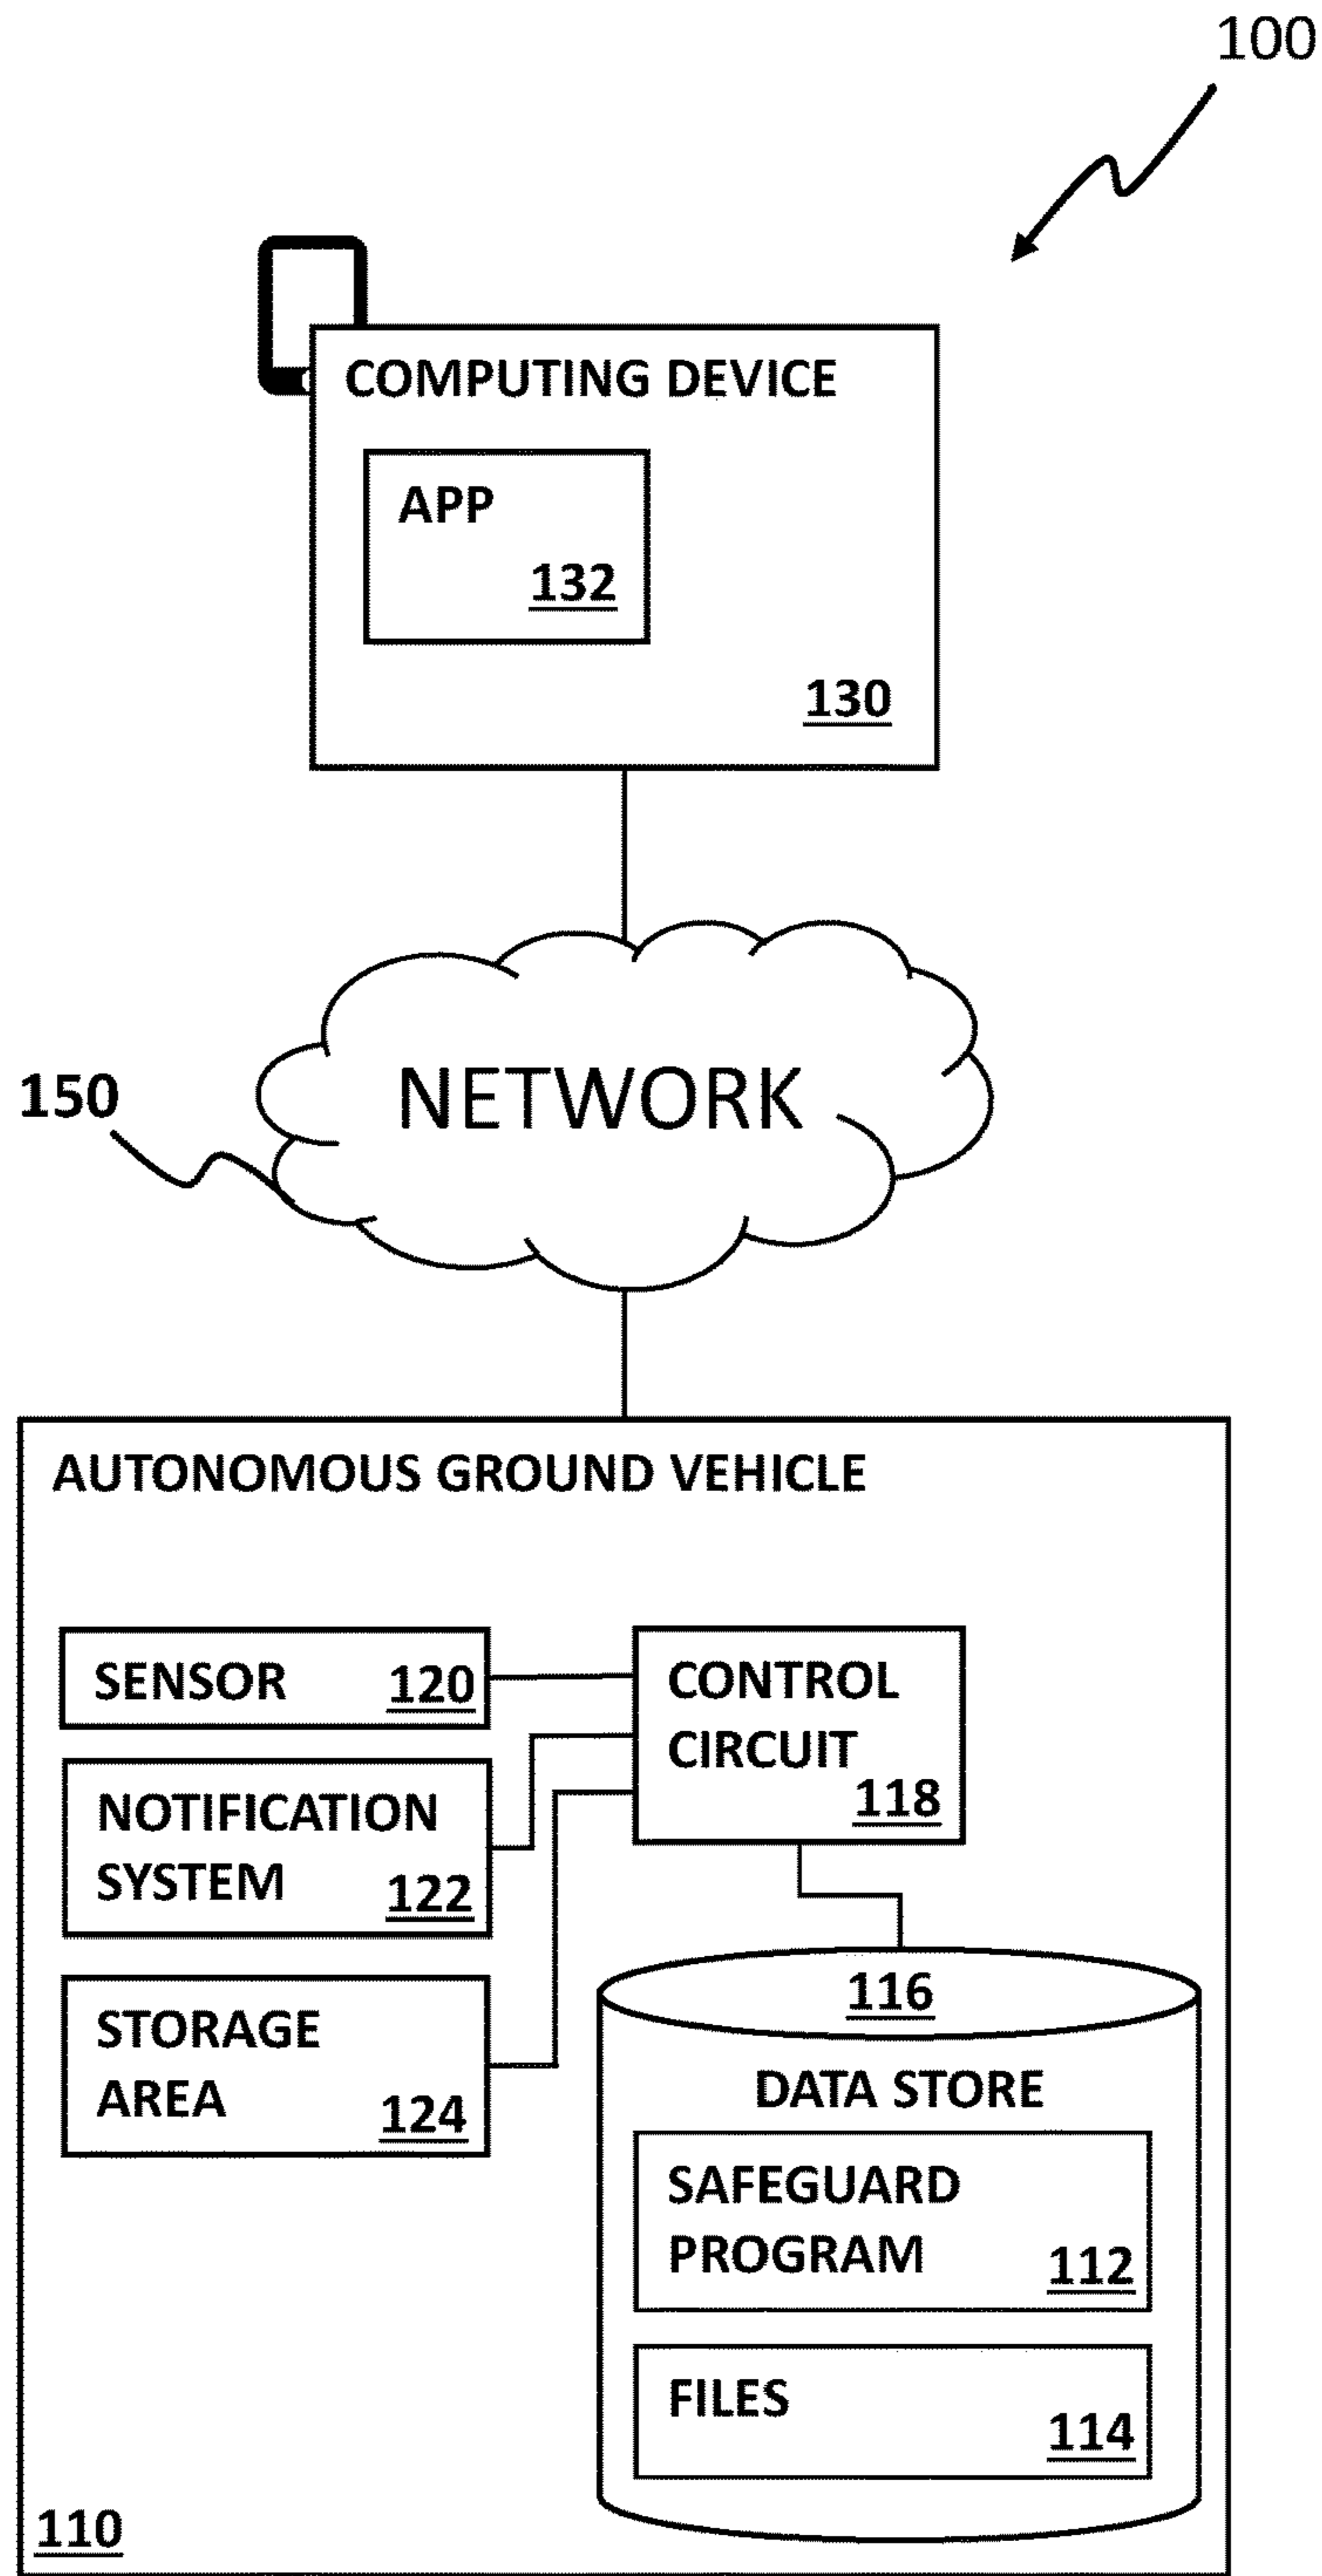 100
COMPUTING DEVICE
APP
132
130
NETWORK
150
AUTONOMOUS GROUND VEHICLE
SENSOR 120
CONTROL
CIRCUIT
118
NOTIFICATION
SYSTEM 122
STORAGE
AREA 124
116
DATA STORE
SAFEGUARD
PROGRAM 112
FILES 114
110